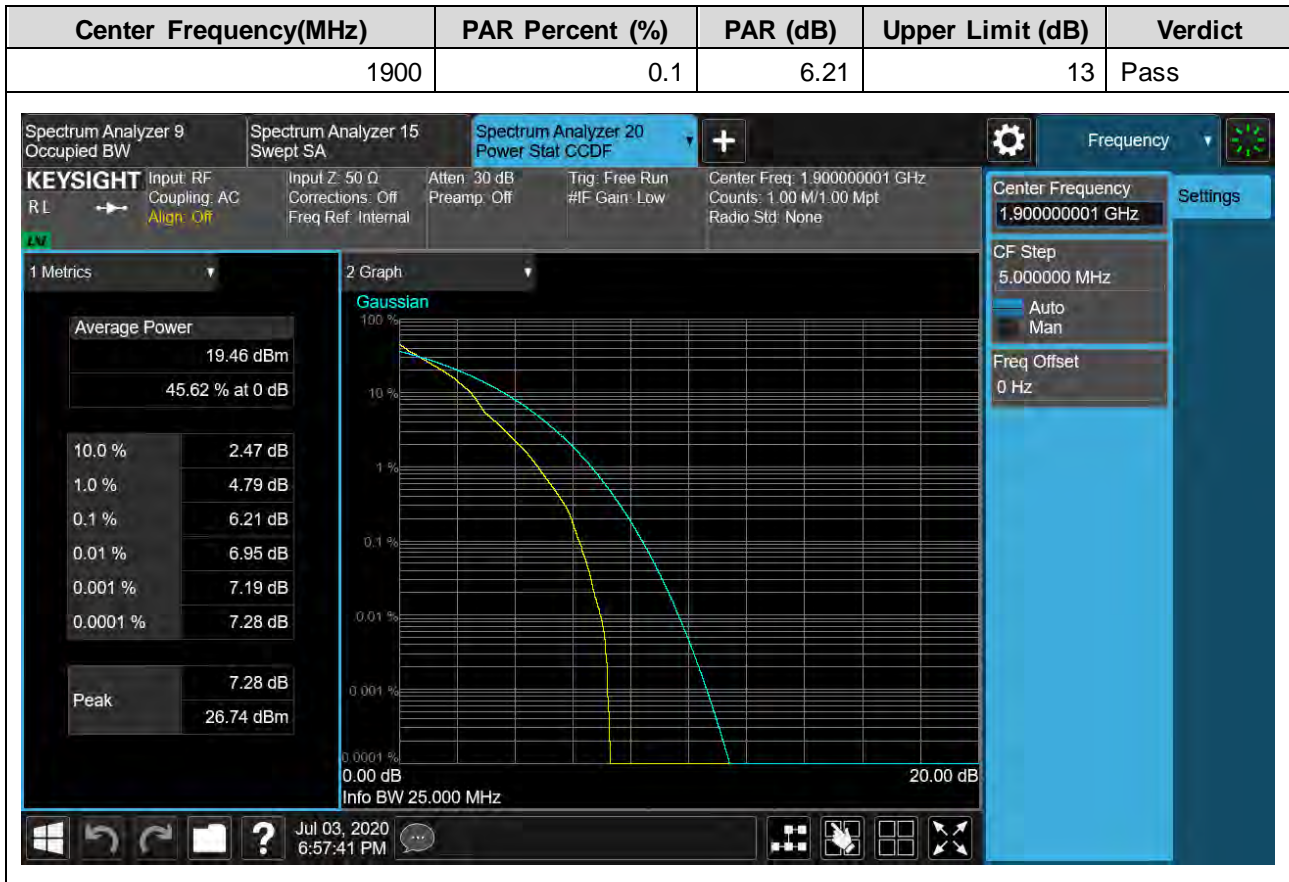 Center Frequency(MHz) PAR Percent (%) PAR (dB) Upper Limit (dB) Verdict
1900 0.1 6.21 13 Pass
Spectrum Analyzer 9
Occupied BW
Spectrum Analyzer 15
Swept SA
Spectrum Analyzer 20
Power Stat CCDF
Frequency
KEYSIGHT
RL
LXI
Input: RF
Coupling: AC
Align: Off
Input Z: 50 Ω
Corrections: Off
Freq Ref: Internal
Atten: 30 dB
Preamp: Off
Trig: Free Run
#IF Gain: Low
Center Freq: 1.900000001 GHz
Counts: 1.00 M/1.00 Mpt
Radio Std: None
Center Frequency
1.900000001 GHz
Settings
CF Step
5.000000 MHz
Auto
Man
Freq Offset
0 Hz
1 Metrics
Average Power
19.46 dBm
45.62 % at 0 dB
10.0 % 2.47 dB
1.0 % 4.79 dB
0.1 % 6.21 dB
0.01 % 6.95 dB
0.001 % 7.19 dB
0.0001 % 7.28 dB
Peak
7.28 dB
26.74 dBm
2 Graph
Gaussian
100 %
10 %
1 %
0.1 %
0.01 %
0.001 %
0.0001 %
0.00 dB 20.00 dB
Info BW 25.000 MHz
?
Jul 03, 2020
6:57:41 PM